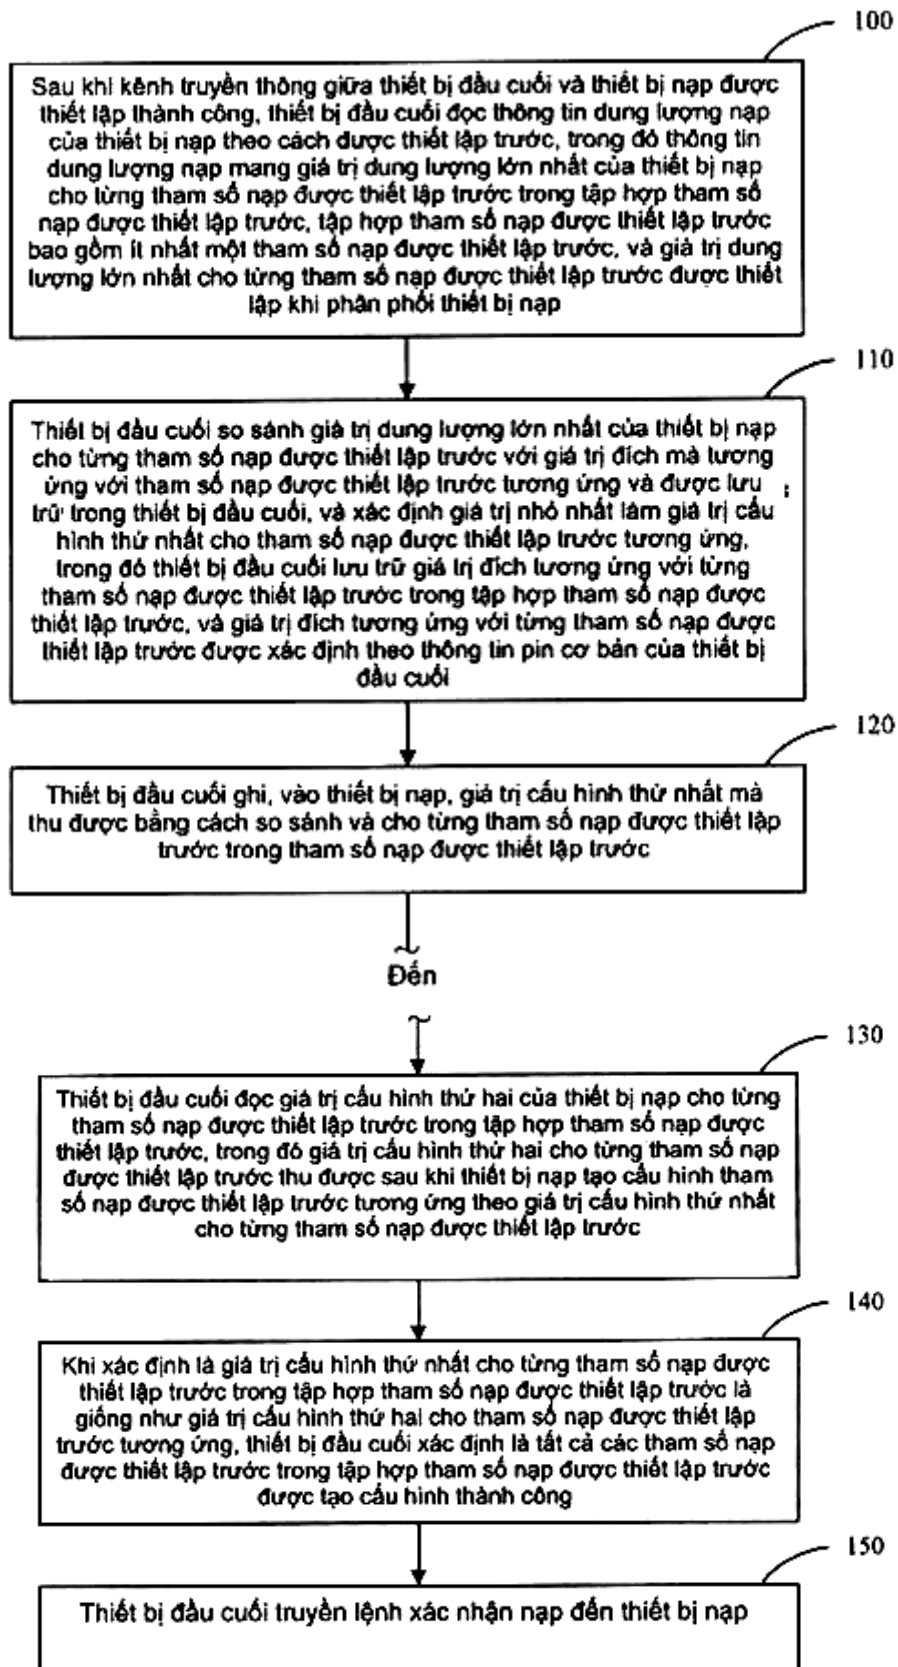 100
Sau khi kênh truyền thông giữa thiết bị đầu cuối và thiết bị nạp được
thiết lập thành công, thiết bị đầu cuối đọc thông tin dung lượng nạp
của thiết bị nạp theo cách được thiết lập trước, trong đó thông tin
dung lượng nạp mang giá trị dung lượng lớn nhất của thiết bị nạp
cho từng tham số nạp được thiết lập trước trong tập hợp tham số
nạp được thiết lập trước, tập hợp tham số nạp được thiết lập trước
bao gồm ít nhất một tham số nạp được thiết lập trước, và giá trị dung
lượng lớn nhất cho từng tham số nạp được thiết lập trước được thiết
lập khi phân phối thiết bị nạp
110
Thiết bị đầu cuối so sánh giá trị dung lượng lớn nhất của thiết bị nạp
cho từng tham số nạp được thiết lập trước với giá trị đích mà tương
ứng với tham số nạp được thiết lập trước tương ứng và được lưu
trữ trong thiết bị đầu cuối, và xác định giá trị nhỏ nhất làm giá trị cấu
hình thứ nhất cho tham số nạp được thiết lập trước tương ứng,
trong đó thiết bị đầu cuối lưu trữ giá trị đích tương ứng với từng
tham số nạp được thiết lập trước trong tập hợp tham số nạp được
thiết lập trước, và giá trị đích tương ứng với từng tham số nạp được
thiết lập trước được xác định theo thông tin pin cơ bản của thiết bị
đầu cuối
120
Thiết bị đầu cuối ghi, vào thiết bị nạp, giá trị cấu hình thứ nhất mà
thu được bằng cách so sánh và cho từng tham số nạp được thiết lập
trước trong tham số nạp được thiết lập trước
Đến
130
Thiết bị đầu cuối đọc giá trị cấu hình thứ hai của thiết bị nạp cho từng
tham số nạp được thiết lập trước trong tập hợp tham số nạp được
thiết lập trước, trong đó giá trị cấu hình thứ hai cho từng tham số nạp
được thiết lập trước thu được sau khi thiết bị nạp tạo cấu hình tham
số nạp được thiết lập trước tương ứng theo giá trị cấu hình thứ nhất
cho từng tham số nạp được thiết lập trước
140
Khi xác định là giá trị cấu hình thứ nhất cho từng tham số nạp được
thiết lập trước trong tập hợp tham số nạp được thiết lập trước là
giống như giá trị cấu hình thứ hai cho tham số nạp được thiết lập
trước tương ứng, thiết bị đầu cuối xác định là tất cả các tham số nạp
được thiết lập trước trong tập hợp tham số nạp được thiết lập trước
được tạo cấu hình thành công
150
Thiết bị đầu cuối truyền lệnh xác nhận nạp đến thiết bị nạp